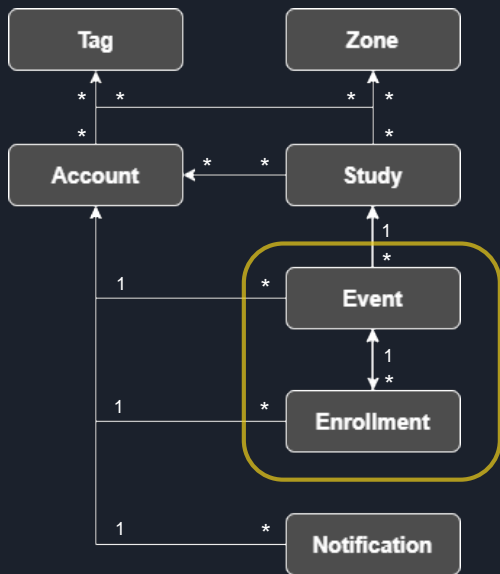 Tag Zone
* * * *
* *
Account * * Study
1
*
1 * Event
1
*
1 * Enrollment
1 * Notification